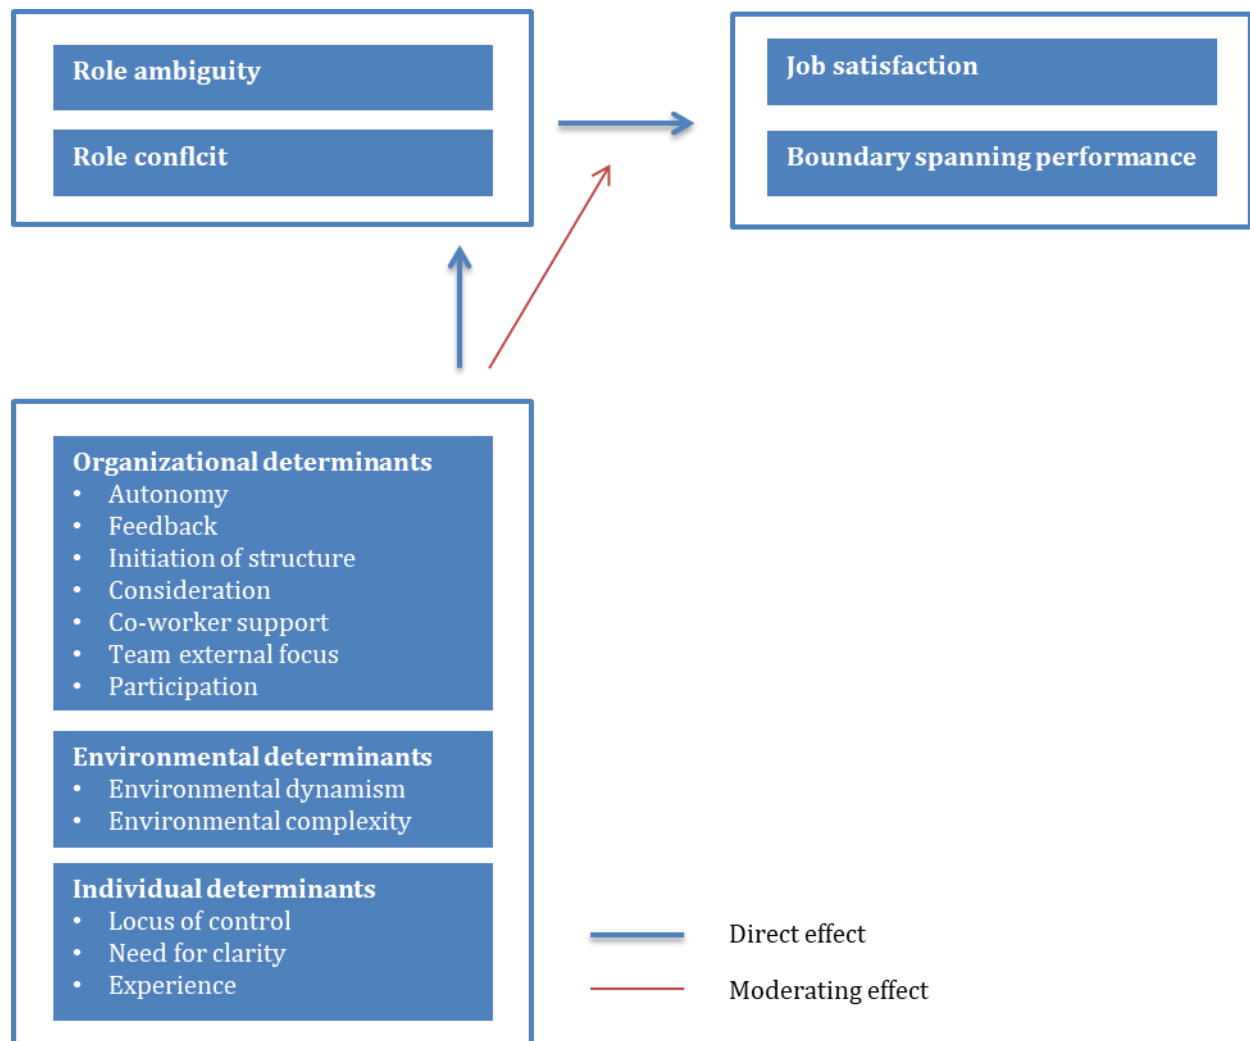 Role ambiguity
Role conflcit
Job satisfaction
Boundary spanning performance
Organizational determinants
• Autonomy
• Feedback
• Initiation of structure
• Consideration
• Co-worker support
• Team external focus
• Participation
Environmental determinants
• Environmental dynamism
• Environmental complexity
Individual determinants
• Locus of control
• Need for clarity
• Experience
Direct effect
Moderating effect